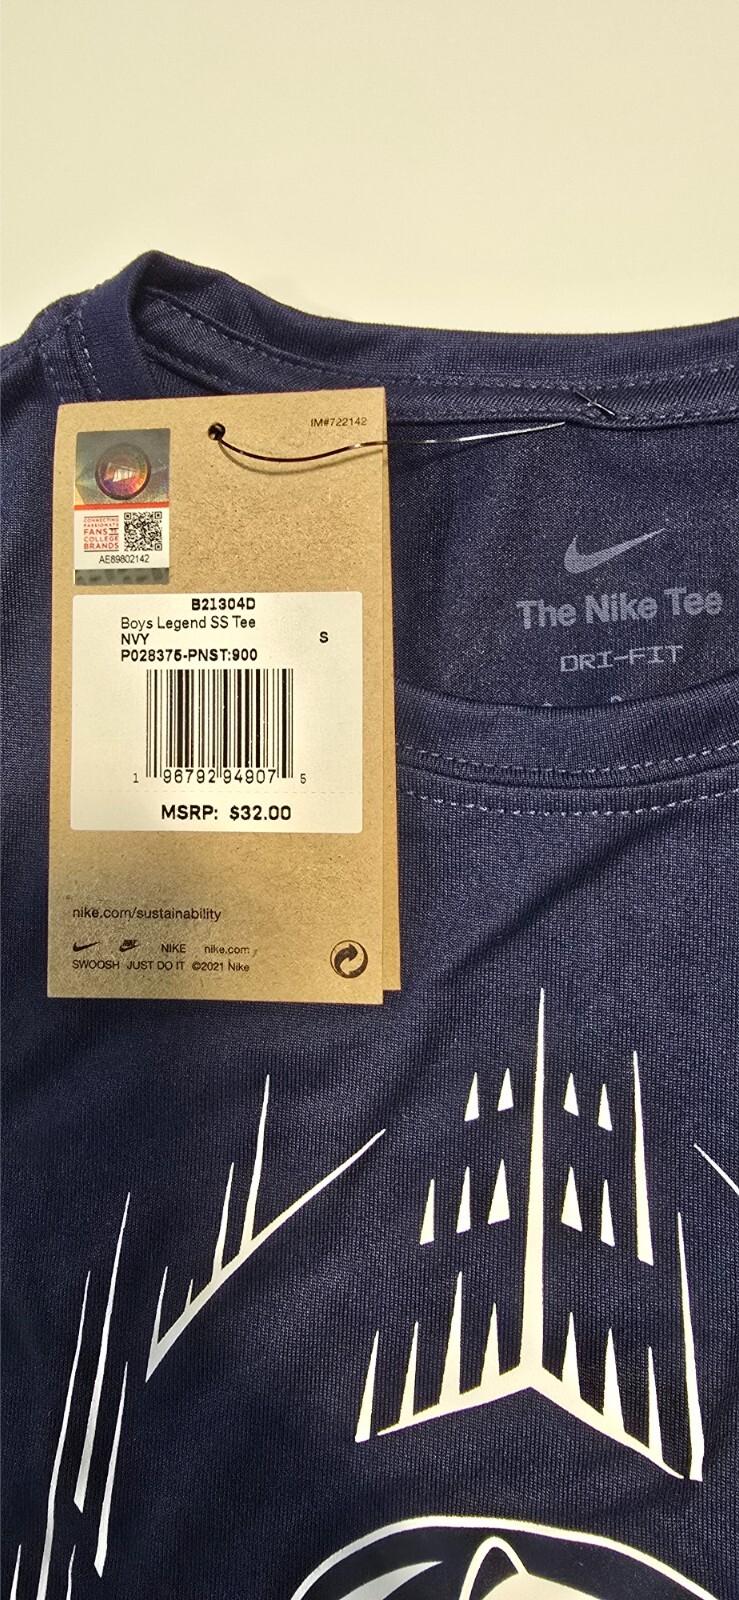 IM#722142
CONNECTING
PASSIONATE
FANS TO
COLLEGE
BRANDS
AE89802142
B21304D
Boys Legend SS Tee
NVY S
P028375-PNST:900
1 96792 94907 5
MSRP: $32.00
nike.com/sustainability
NIKE nike.com
SWOOSH JUST DO IT ©2021 Nike
The Nike Tee
DRI-FIT